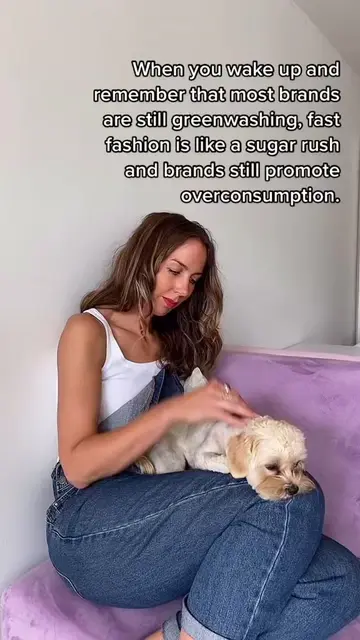 When you wake up and
remember that most brands
are still greenwashing, fast
fashion is like a sugar rush
and brands still promote
overconsumption.